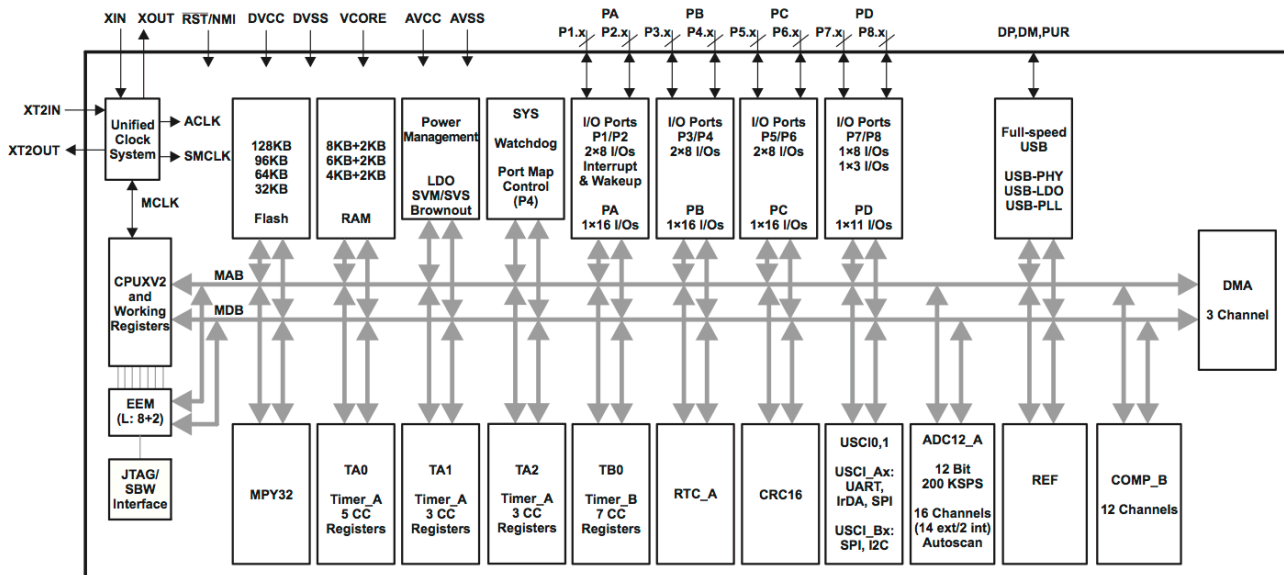 XIN
XOUT
RST/NMI
DVCC
DVSS
VCORE
AVCC
AVSS
PA
P1.x
P2.x
PB
P3.x
P4.x
PC
P5.x
P6.x
PD
P7.x
P8.x
DP,DM,PUR
XT2IN
XT2OUT
Unified
Clock
System
ACLK
SMCLK
MCLK
128KB
96KB
64KB
32KB
Flash
8KB+2KB
6KB+2KB
4KB+2KB
RAM
Power
Management
LDO
SVM/SVS
Brownout
SYS
Watchdog
Port Map
Control
(P4)
I/O Ports
P1/P2
2×8 I/Os
Interrupt
& Wakeup
PA
1×16 I/Os
I/O Ports
P3/P4
2×8 I/Os
PB
1×16 I/Os
I/O Ports
P5/P6
2×8 I/Os
PC
1×16 I/Os
I/O Ports
P7/P8
1×8 I/Os
1×3 I/Os
PD
1×11 I/Os
Full-speed
USB
USB-PHY
USB-LDO
USB-PLL
CPUXV2
and
Working
Registers
MAB
MDB
DMA
3 Channel
EEM
(L: 8+2)
JTAG/
SBW
Interface
MPY32
TA0
Timer_A
5 CC
Registers
TA1
Timer_A
3 CC
Registers
TA2
Timer_A
3 CC
Registers
TB0
Timer_B
7 CC
Registers
RTC_A
CRC16
USCI0,1
USCI_Ax:
UART,
IrDA, SPI
USCI_Bx:
SPI, I2C
ADC12_A
12 Bit
200 KSPS
16 Channels
(14 ext/2 int)
Autoscan
REF
COMP_B
12 Channels